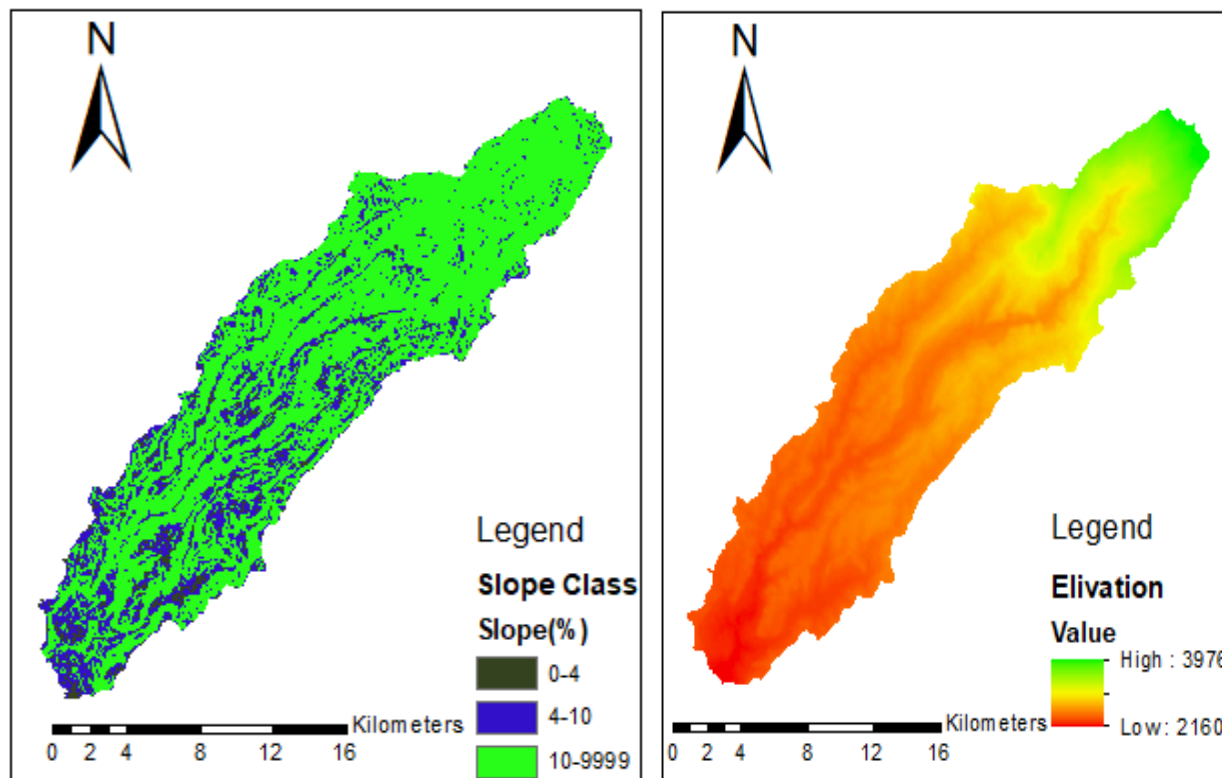 N
Legend
Slope Class
Slope(%)
0-4
4-10
10-9999
Kilometers
0 2 4 8 12 16
N
Legend
Elivation
Value
High : 3976
Low: 2160
Kilometers
0 2 4 8 12 16